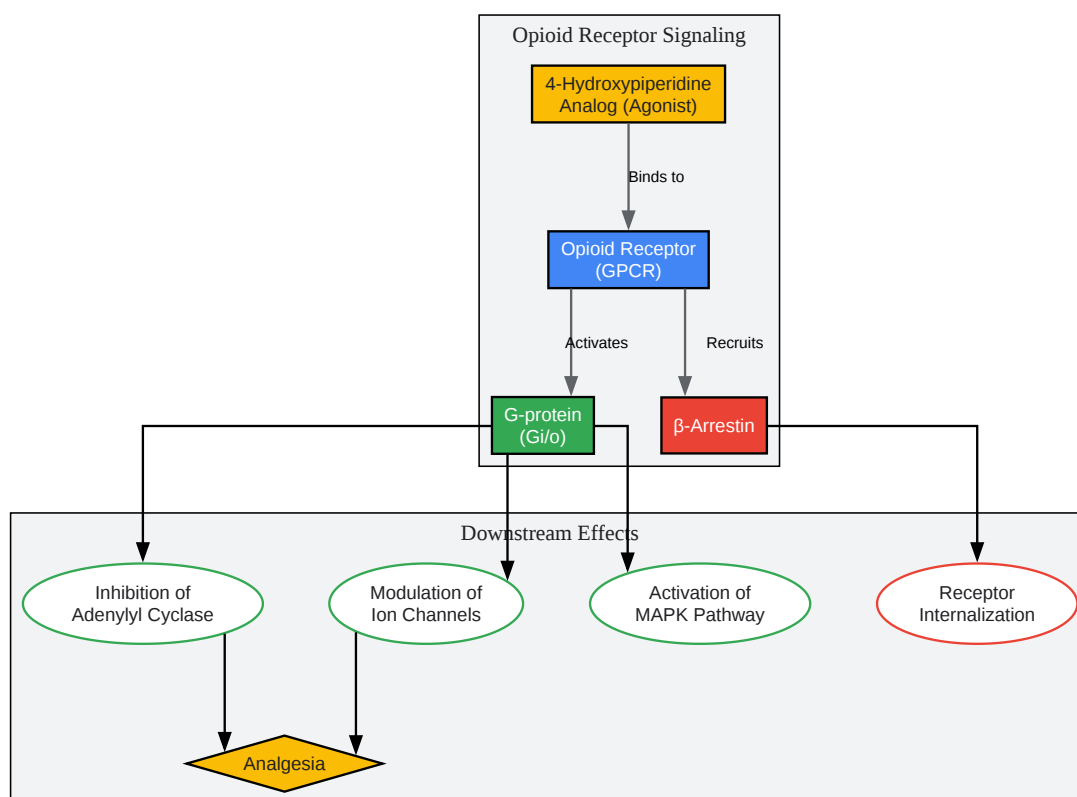 Opioid Receptor Signaling
4-Hydroxypiperidine
Analog (Agonist)
Binds to
Opioid Receptor
(GPCR)
Activates
Recruits
G-protein
(Gi/o)
β-Arrestin
Downstream Effects
Inhibition of
Adenylyl Cyclase
Modulation of
Ion Channels
Activation of
MAPK Pathway
Receptor
Internalization
Analgesia